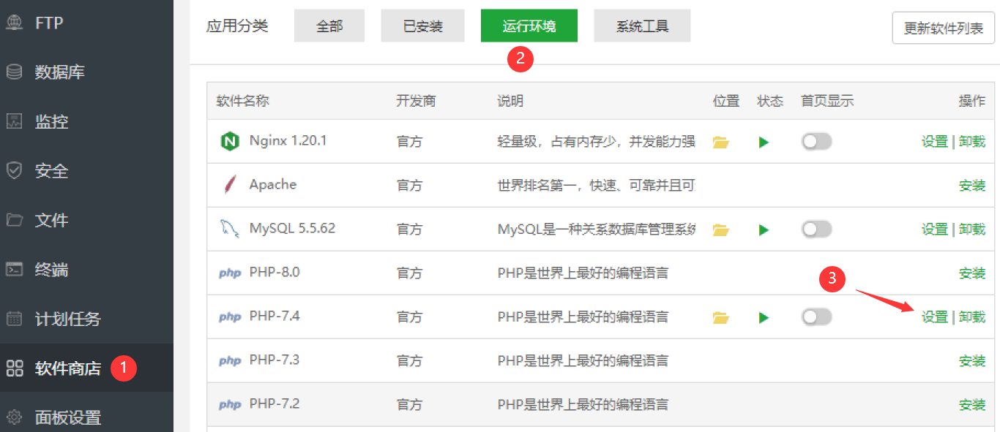 FTP
数据库
监控
安全
文件
终端
计划任务
软件商店 1
面板设置
应用分类 全部 已安装 运行环境 系统工具 更新软件列表
2
软件名称 开发商 说明 位置 状态 首页显示 操作
Nginx 1.20.1 官方 轻量级，占有内存少，并发能力强 设置 | 卸载
Apache 官方 世界排名第一，快速、可靠并且可 安装
MySQL 5.5.62 官方 MySQL是一种关系数据库管理系统 设置 | 卸载
php PHP-8.0 官方 PHP是世界上最好的编程语言 安装
3
php PHP-7.4 官方 PHP是世界上最好的编程语言 设置 | 卸载
php PHP-7.3 官方 PHP是世界上最好的编程语言 安装
php PHP-7.2 官方 PHP是世界上最好的编程语言 安装